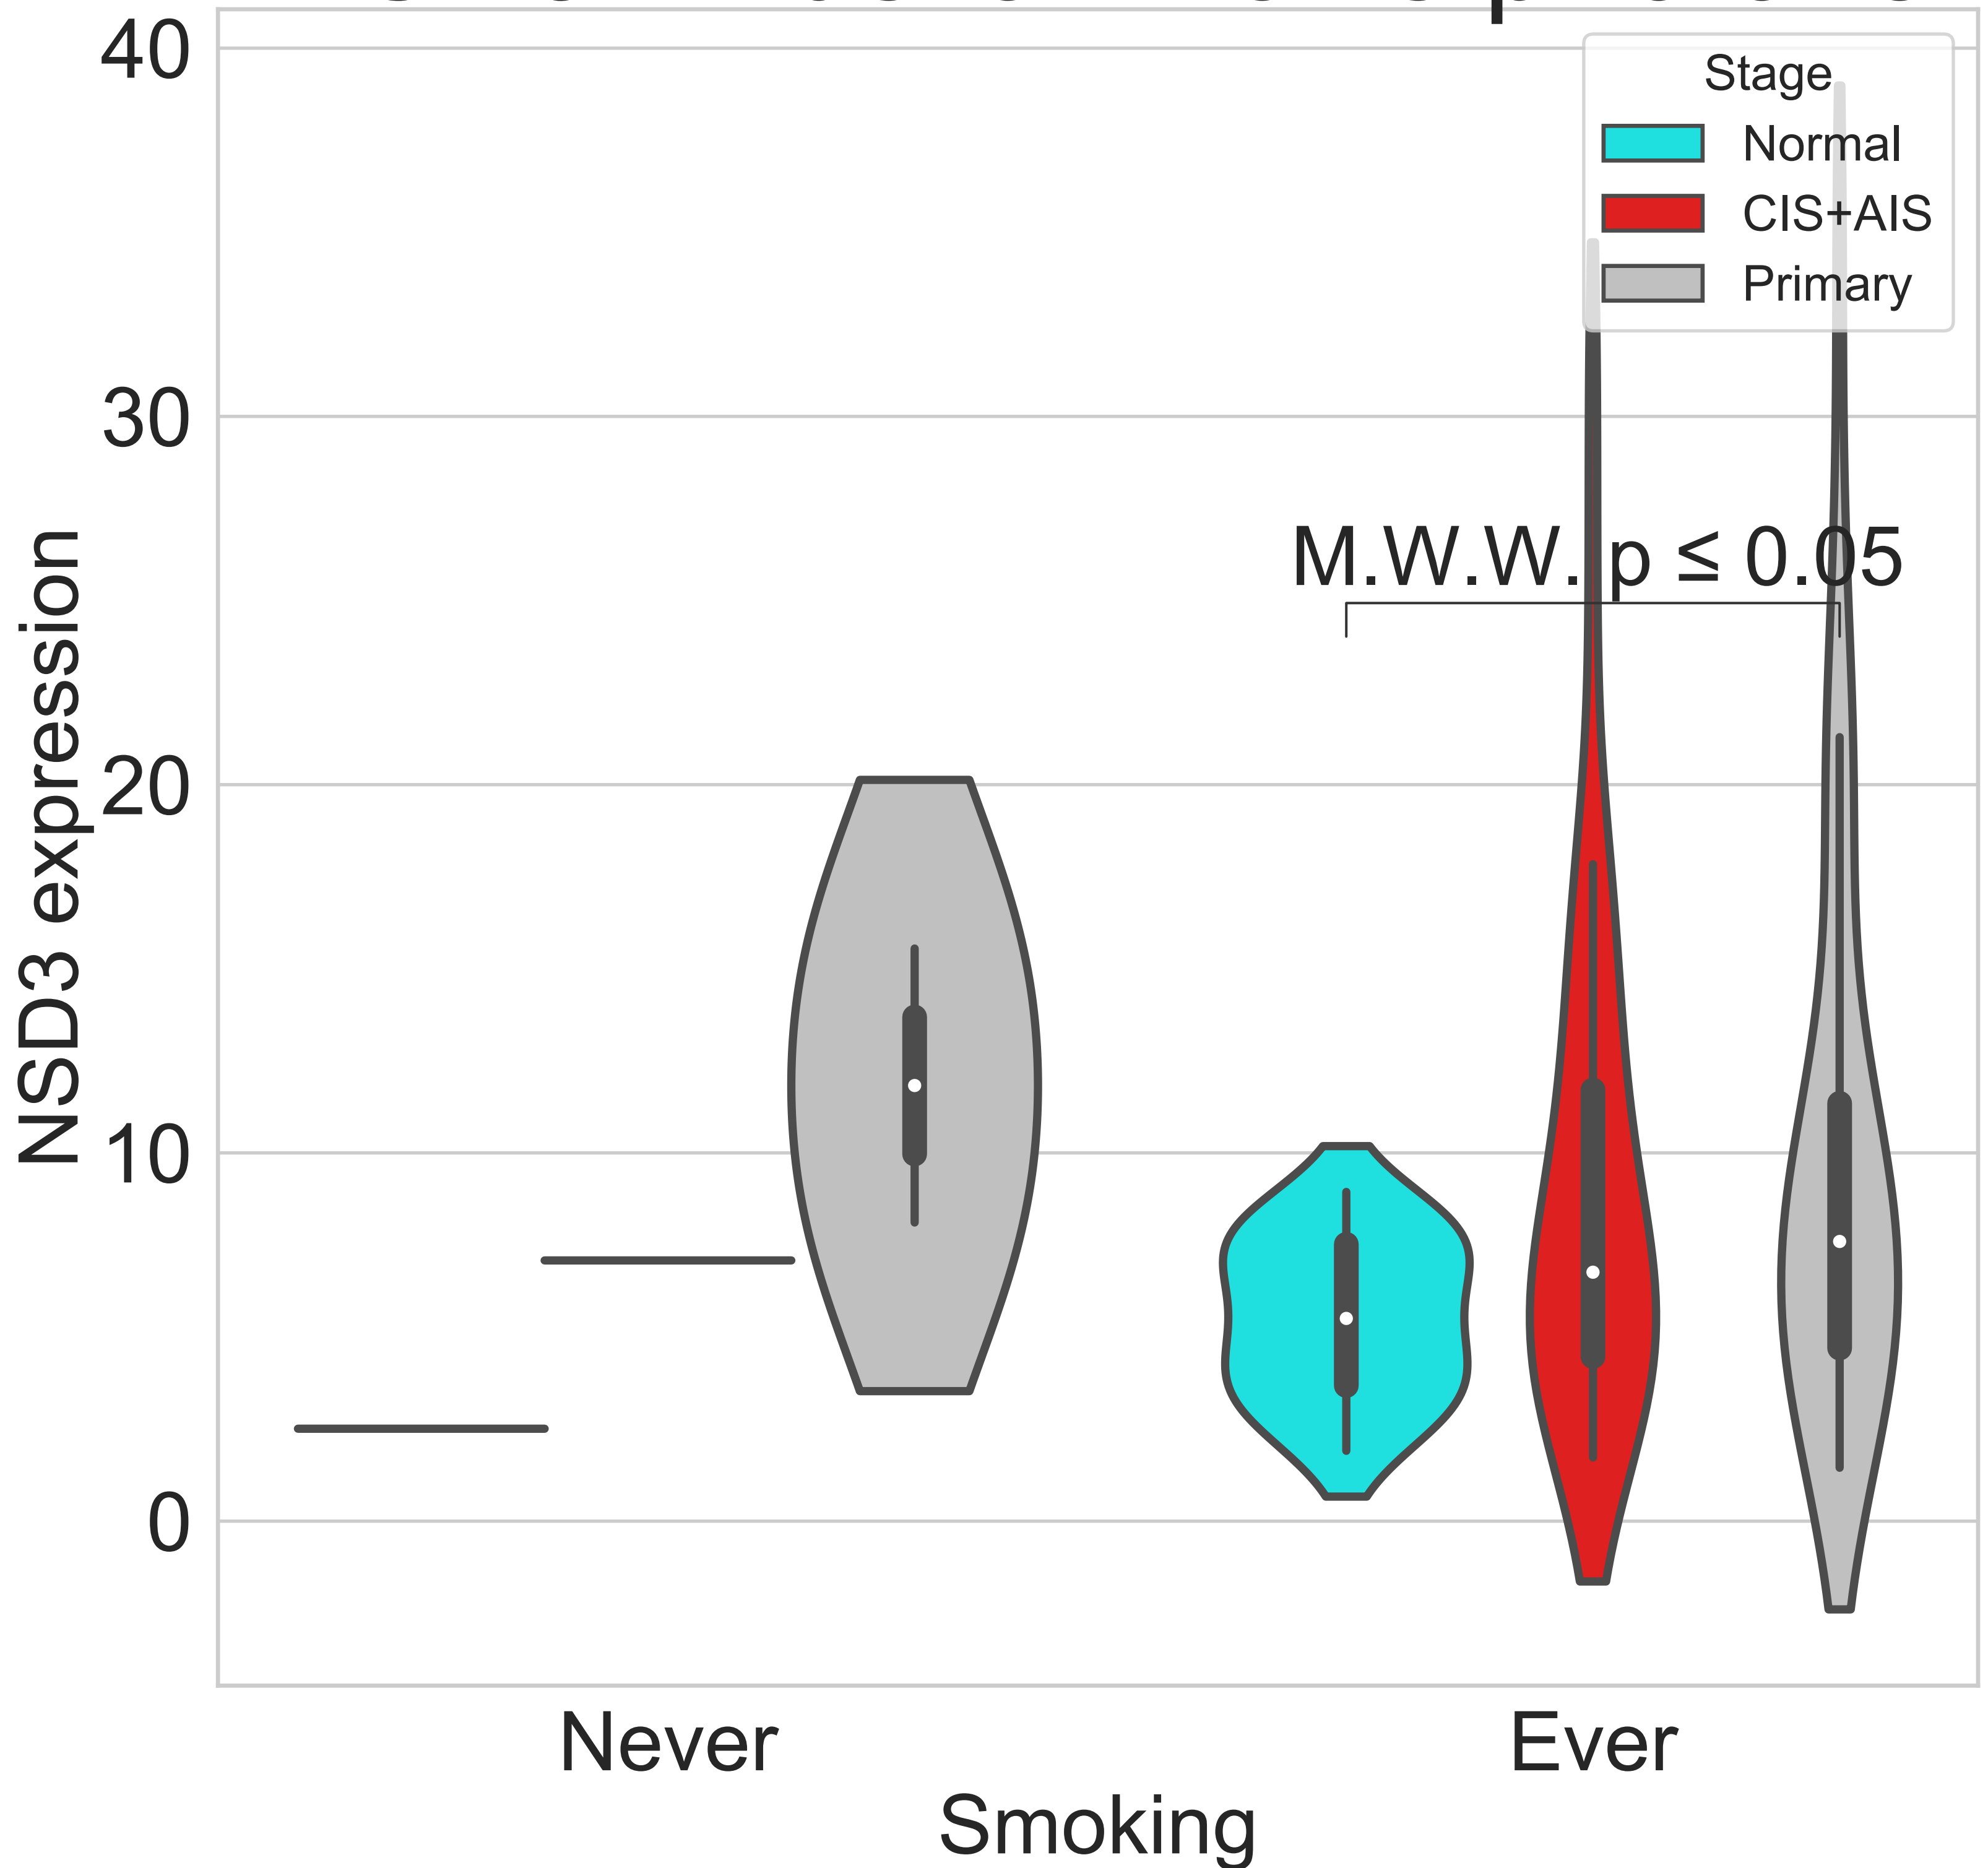 40
Stage
Normal
CIS+AIS
Primary
30
M.W.W. p ≤ 0.05
20
NSD3 expression
10
0
Never
Ever
Smoking